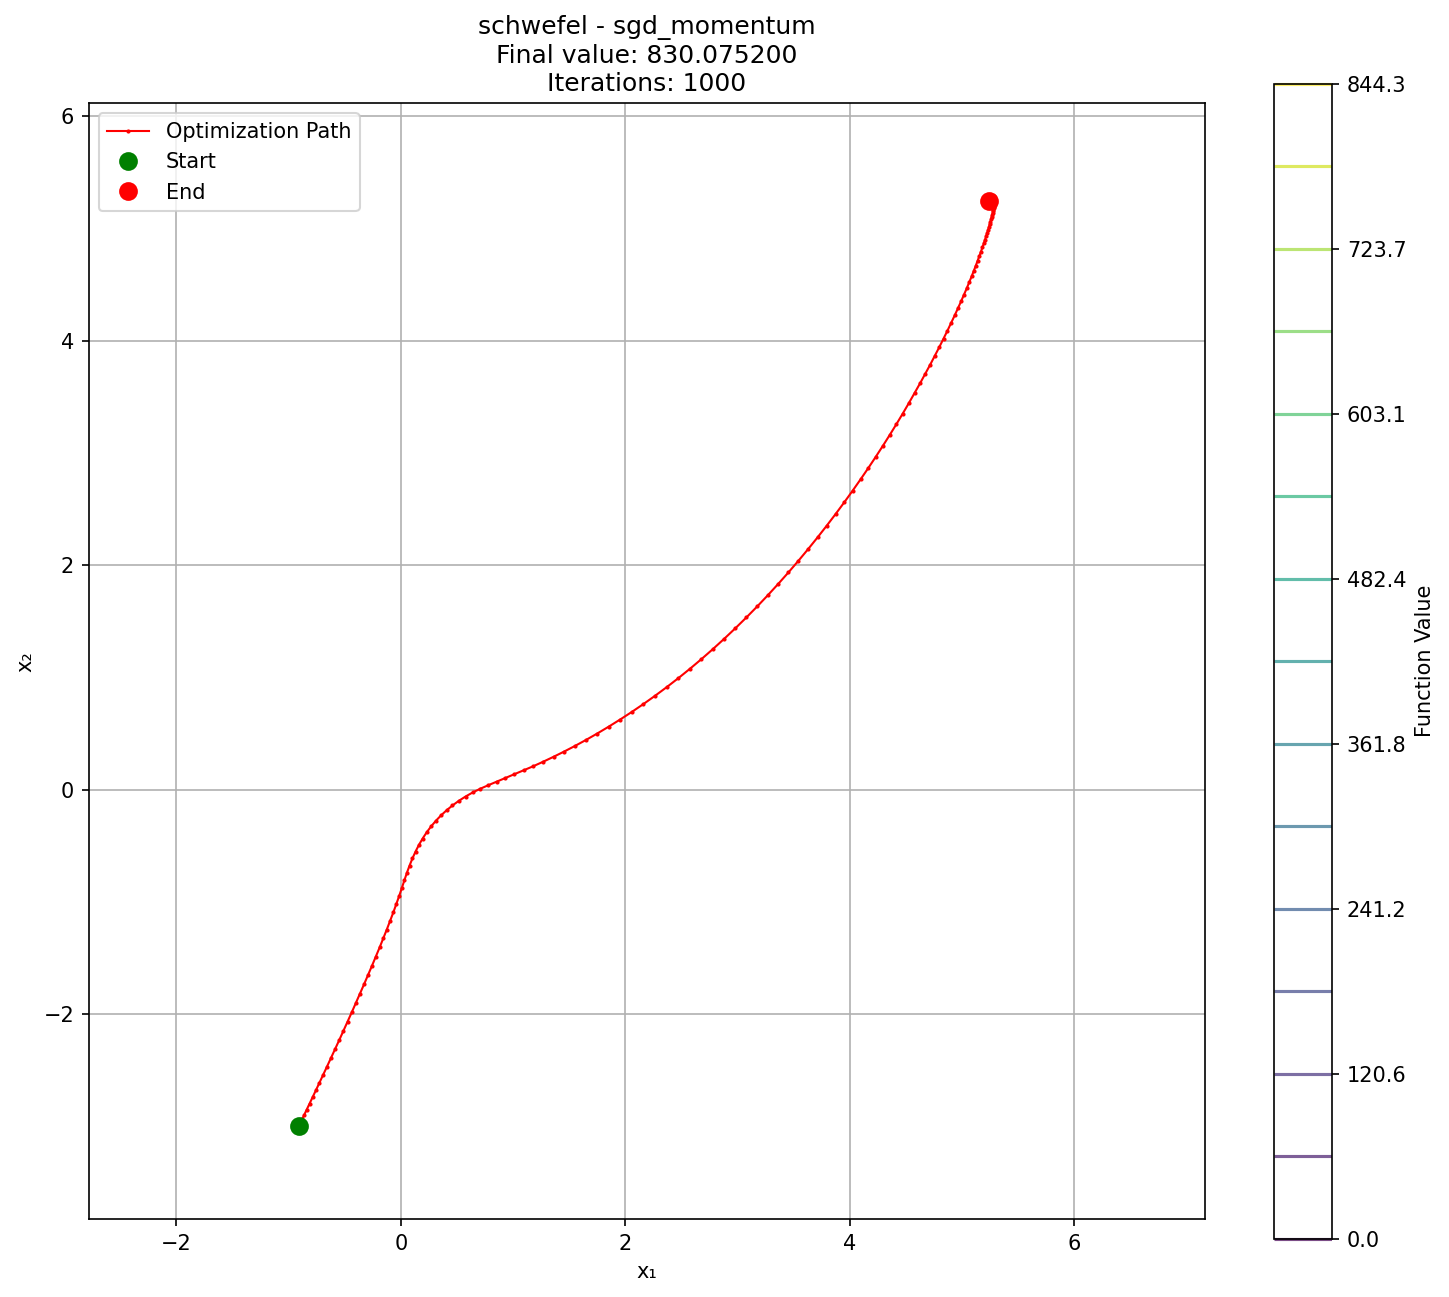 schwefel - sgd_momentum
Final value: 830.075200
Iterations: 1000
Optimization Path
Start
End
6
4
2
0
−2
x₂
−2
0
2
4
6
x₁
844.3
723.7
603.1
482.4
361.8
241.2
120.6
0.0
Function Value